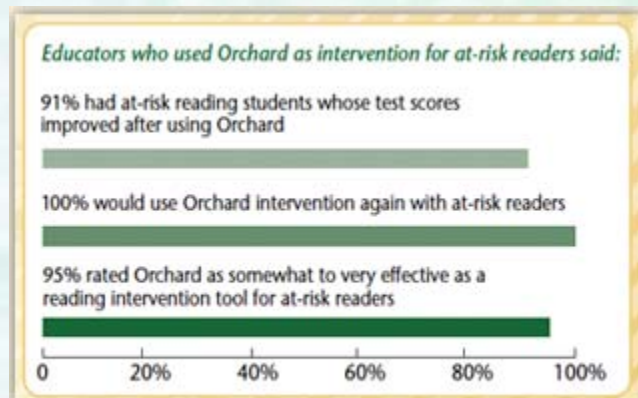 Educators who used Orchard as intervention for at-risk readers said:
91% had at-risk reading students whose test scores
improved after using Orchard
100% would use Orchard intervention again with at-risk readers
95% rated Orchard as somewhat to very effective as a
reading intervention tool for at-risk readers
0 20% 40% 60% 80% 100%